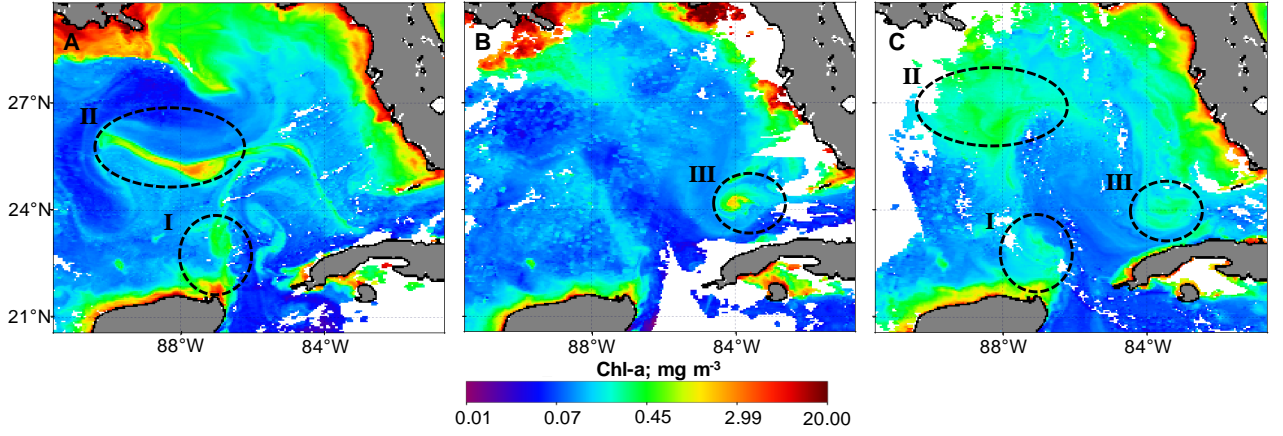 A
B
C
II
I
III
II
I
III
27°N
24°N
21°N
88°W
84°W
88°W
84°W
88°W
84°W
Chl-a; mg m⁻³
0.01
0.07
0.45
2.99
20.00